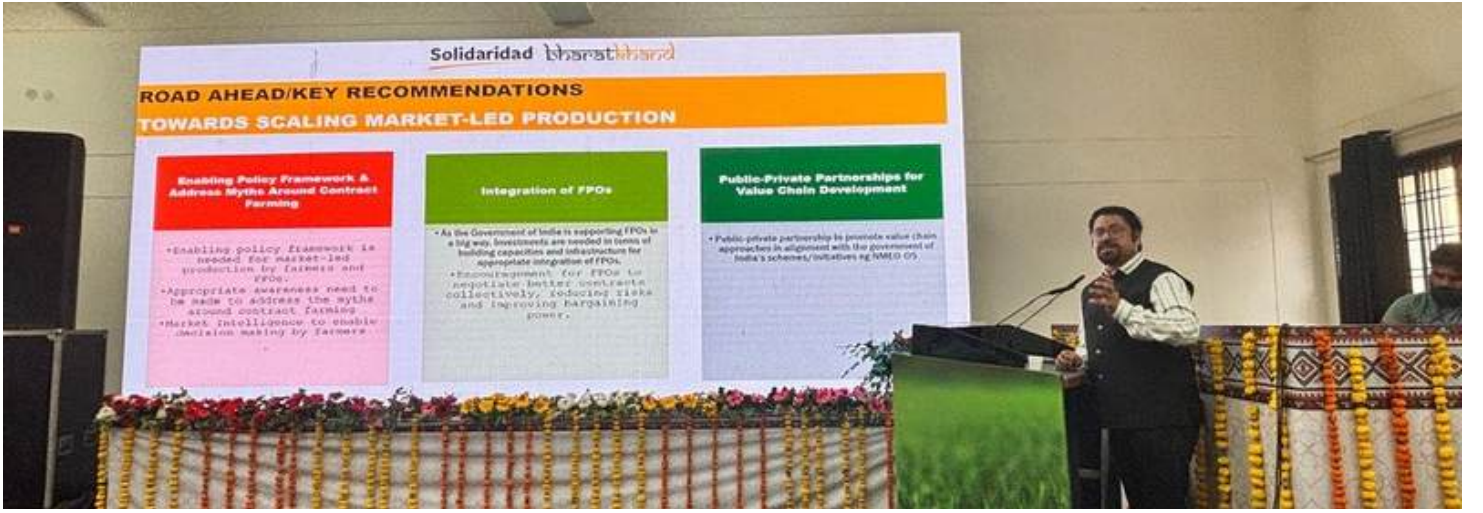 Solidaridad bharatkhand
ROAD AHEAD/KEY RECOMMENDATIONS
TOWARDS SCALING MARKET-LED PRODUCTION
Enabling Policy Framework &
Address Myths Around Contract
Farming
•Enabling policy framework is
needed for market-led
production by farmers and
FPOs.
•Appropriate awareness need to
be made to address the myths
around contract farming
•Market Intelligence to enable
decision making by farmers
Integration of FPOs
• As the Government of India is supporting FPOs in
a big way, Investments are needed in terms of
building capacities and infrastructure for
appropriate integration of FPOs.
•Encouragement for FPOs to
negotiate better contracts
collectively, reducing risks
and improving bargaining
power.
Public-Private Partnerships for
Value Chain Development
• Public-private partnership to promote value chain
approaches in alignment with the government of
India's schemes/initiatives eg NMEO OS